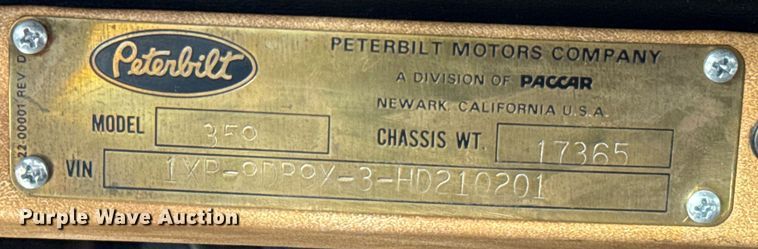 Peterbilt
PETERBILT MOTORS COMPANY
A DIVISION OF PACCAR
NEWARK, CALIFORNIA U.S.A.
22-00001 REV. D
MODEL 359
CHASSIS WT. 17365
VIN 1XP-9DB9X-3-HD210201
Purple Wave Auction